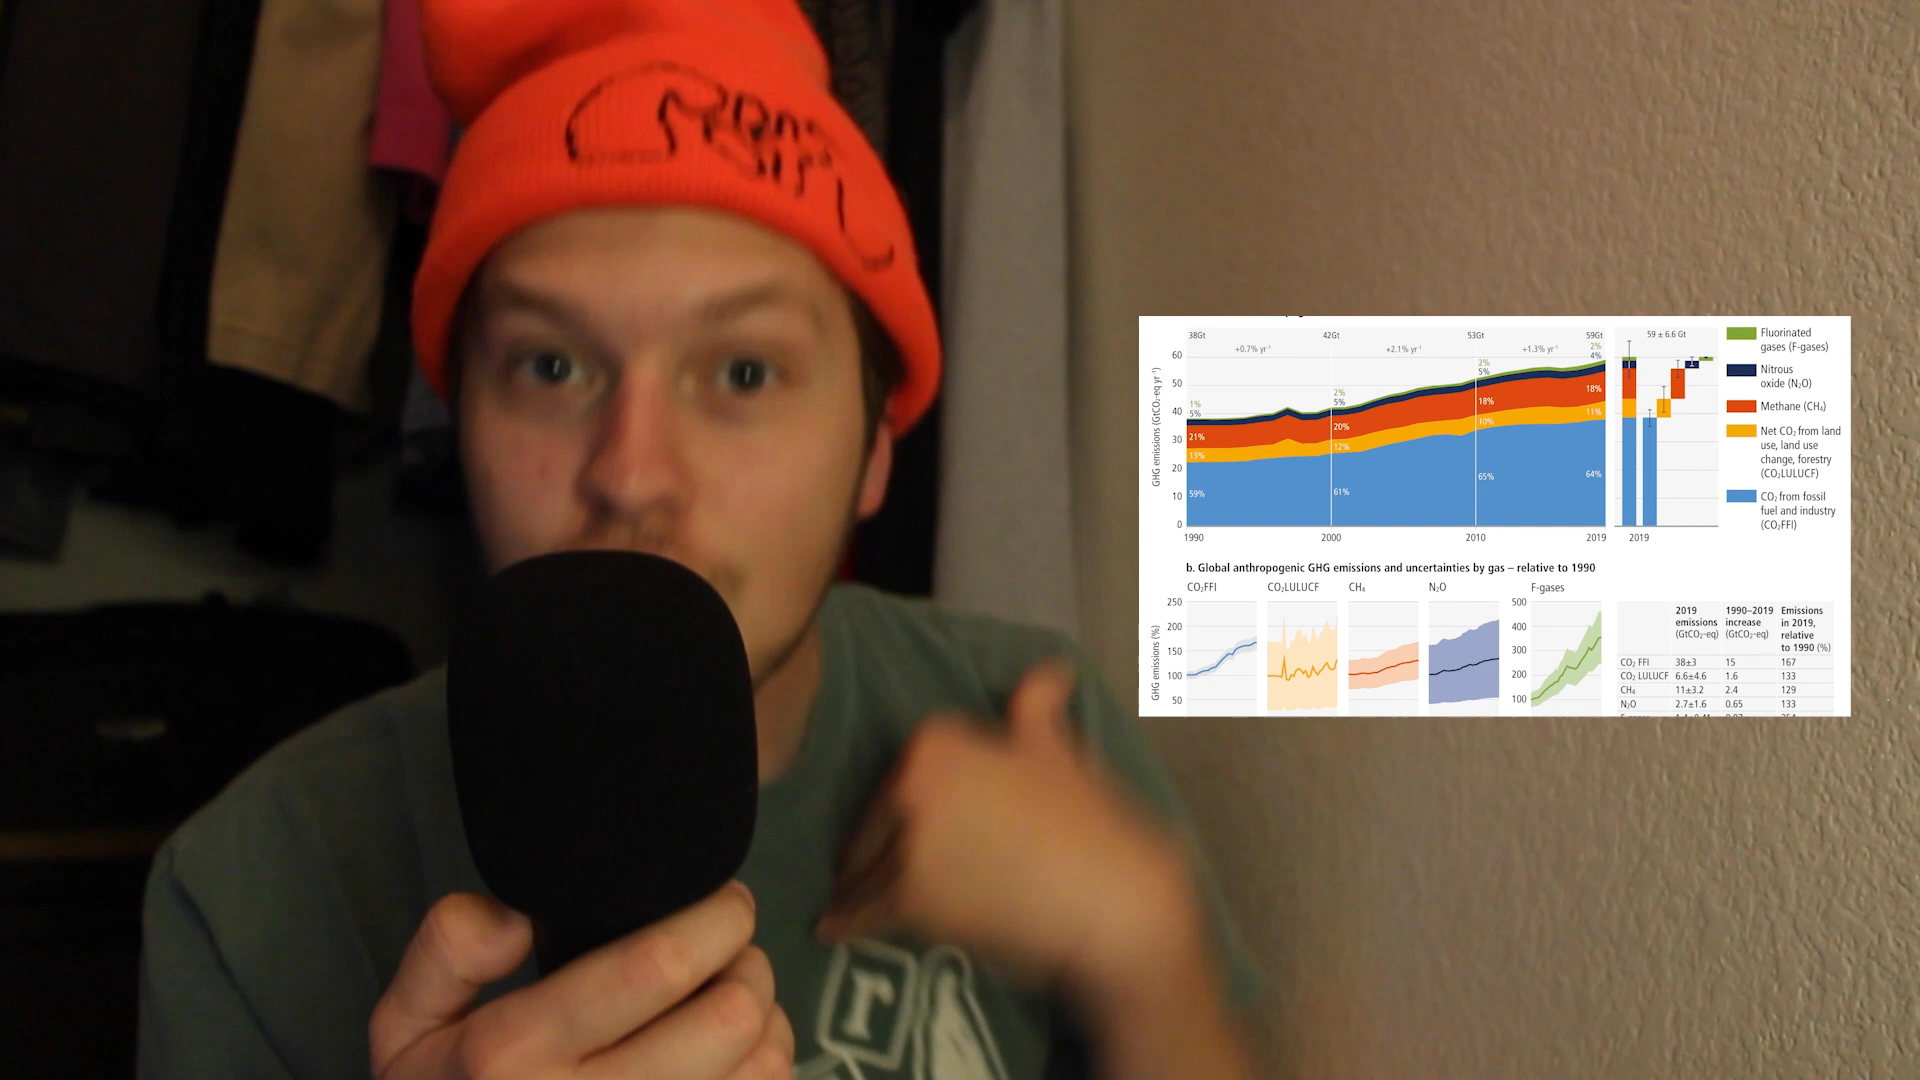 38Gt 42Gt 53Gt 59Gt
+0.7% yr⁻¹ +2.1% yr⁻¹ +1.3% yr⁻¹
59 ± 6.6 Gt
GHG emissions (GtCO₂-eq yr⁻¹)
60
50
40
30
20
10
0
1%
5%
21%
13%
59%
2%
5%
20%
12%
61%
2%
5%
18%
10%
65%
2%
4%
18%
11%
64%
1990 2000 2010 2019 2019
Fluorinated
gases (F-gases)
Nitrous
oxide (N₂O)
Methane (CH₄)
Net CO₂ from land
use, land use
change, forestry
(CO₂LULUCF)
CO₂ from fossil
fuel and industry
(CO₂FFI)
b. Global anthropogenic GHG emissions and uncertainties by gas – relative to 1990
CO₂FFI CO₂LULUCF CH₄ N₂O F-gases
GHG emissions (%)
250
200
150
100
50
500
400
300
200
100
2019 1990–2019 Emissions
emissions increase in 2019,
(GtCO₂-eq) (GtCO₂-eq) relative
to 1990 (%)
CO₂ FFI 38±3 15 167
CO₂ LULUCF 6.6±4.6 1.6 133
CH₄ 11±3.2 2.4 129
N₂O 2.7±1.6 0.65 133
r